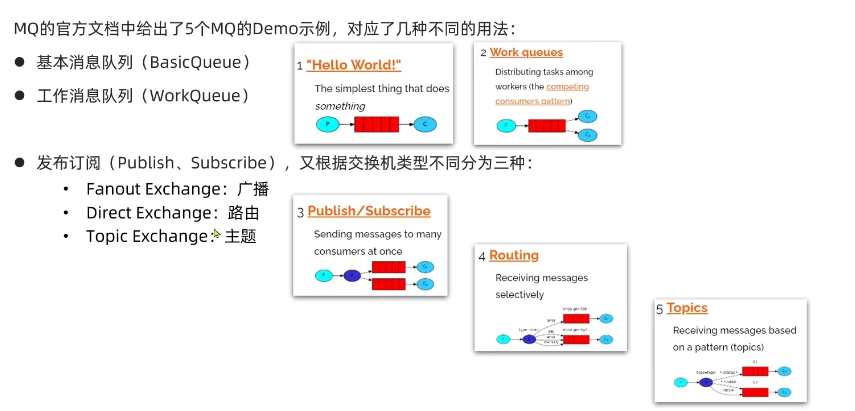 MQ的官方文档中给出了5个MQ的Demo示例，对应了几种不同的用法：
● 基本消息队列（BasicQueue）
● 工作消息队列（WorkQueue）
1 "Hello World!"
The simplest thing that does
something
P
C
2 Work queues
Distributing tasks among
workers (the competing
consumers pattern)
P
C₁
C₂
● 发布订阅（Publish、Subscribe），又根据交换机类型不同分为三种：
• Fanout Exchange：广播
• Direct Exchange：路由
• Topic Exchange：主题
3 Publish/Subscribe
Sending messages to many
consumers at once
P
4 Routing
Receiving messages
selectively
5 Topics
Receiving messages based
on a pattern (topics)